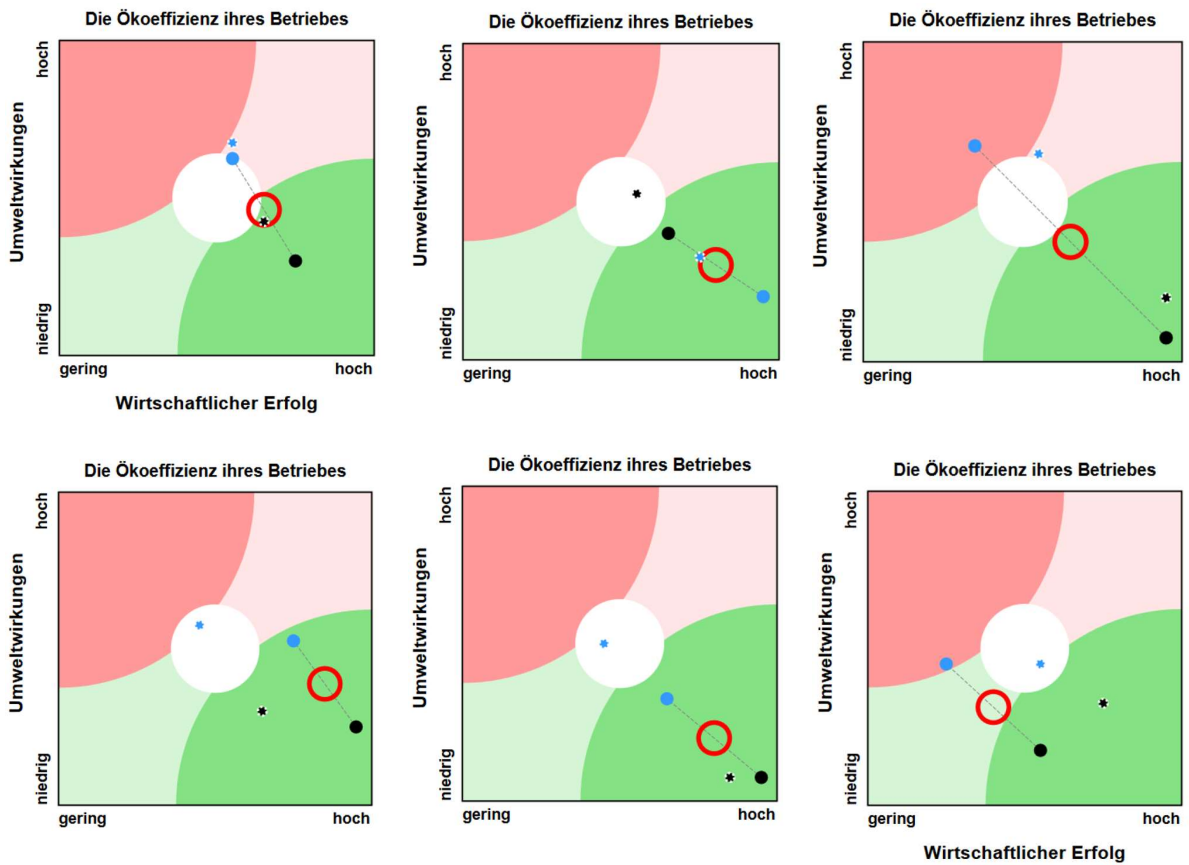 Die Ökoeffizienz ihres Betriebes
Umweltwirkungen
hoch
niedrig
gering
hoch
Wirtschaftlicher Erfolg
Die Ökoeffizienz ihres Betriebes
Umweltwirkungen
hoch
niedrig
gering
hoch
Die Ökoeffizienz ihres Betriebes
Umweltwirkungen
hoch
niedrig
gering
hoch
Die Ökoeffizienz ihres Betriebes
Umweltwirkungen
hoch
niedrig
gering
hoch
Die Ökoeffizienz ihres Betriebes
Umweltwirkungen
hoch
niedrig
gering
hoch
Die Ökoeffizienz ihres Betriebes
Umweltwirkungen
hoch
niedrig
gering
hoch
Wirtschaftlicher Erfolg